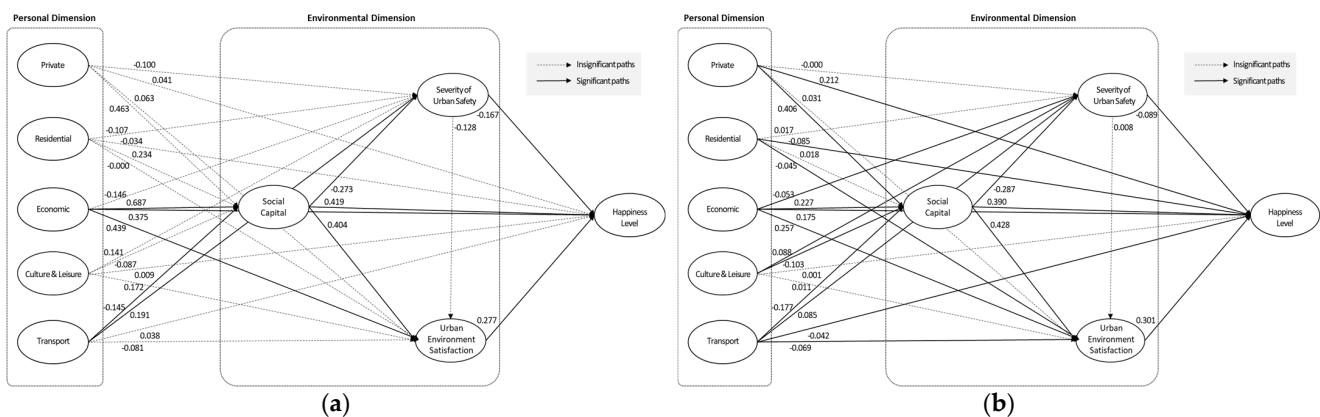 Personal Dimension
Environmental Dimension
Private
Residential
Economic
Culture & Leisure
Transport
Social
Capital
Severity of
Urban Safety
Urban
Environment
Satisfaction
Happiness
Level
Insignificant paths
Significant paths
-0.100
0.041
0.063
0.463
-0.107
-0.034
0.234
-0.000
-0.146
0.687
0.375
0.439
0.141
-0.087
0.009
0.172
-0.145
0.191
0.038
-0.081
-0.273
0.419
0.404
-0.167
-0.128
0.277
(a)
Personal Dimension
Environmental Dimension
Private
Residential
Economic
Culture & Leisure
Transport
Social
Capital
Severity of
Urban Safety
Urban
Environment
Satisfaction
Happiness
Level
Insignificant paths
Significant paths
-0.000
0.212
0.031
0.406
0.017
-0.085
0.018
-0.045
-0.053
0.227
0.175
0.257
0.088
-0.103
0.001
0.011
-0.177
0.085
-0.042
-0.069
-0.287
0.390
0.428
-0.089
0.008
0.301
(b)